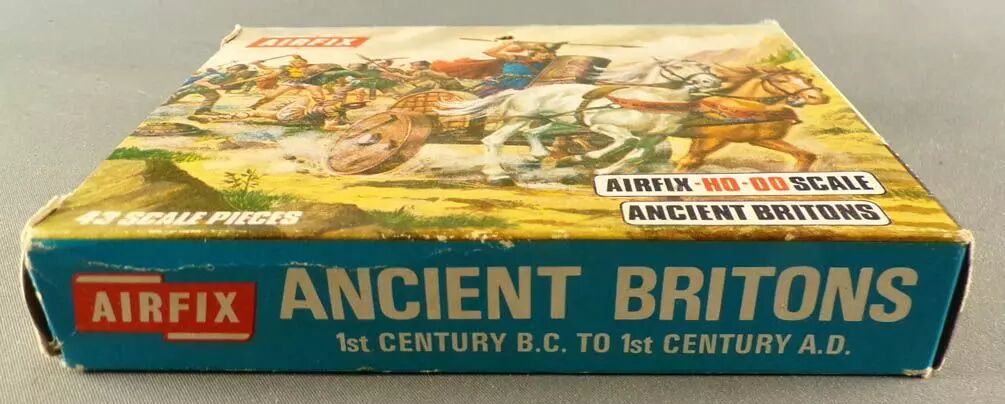 AIRFIX
AIRFIX-HO-OO SCALE
ANCIENT BRITONS
43 SCALE PIECES
AIRFIX
ANCIENT BRITONS
1st CENTURY B.C. TO 1st CENTURY A.D.